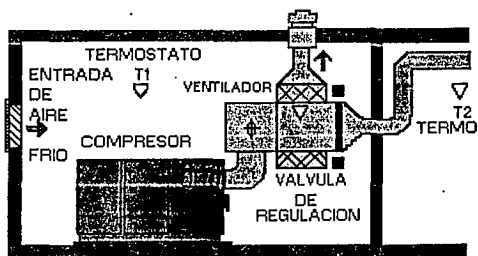 TERMOSTATO
T1
ENTRADA
DE
AIRE
FRIO
VENTILADOR
COMPRESOR
T2
TERMO
VALVULA
DE
REGULACION